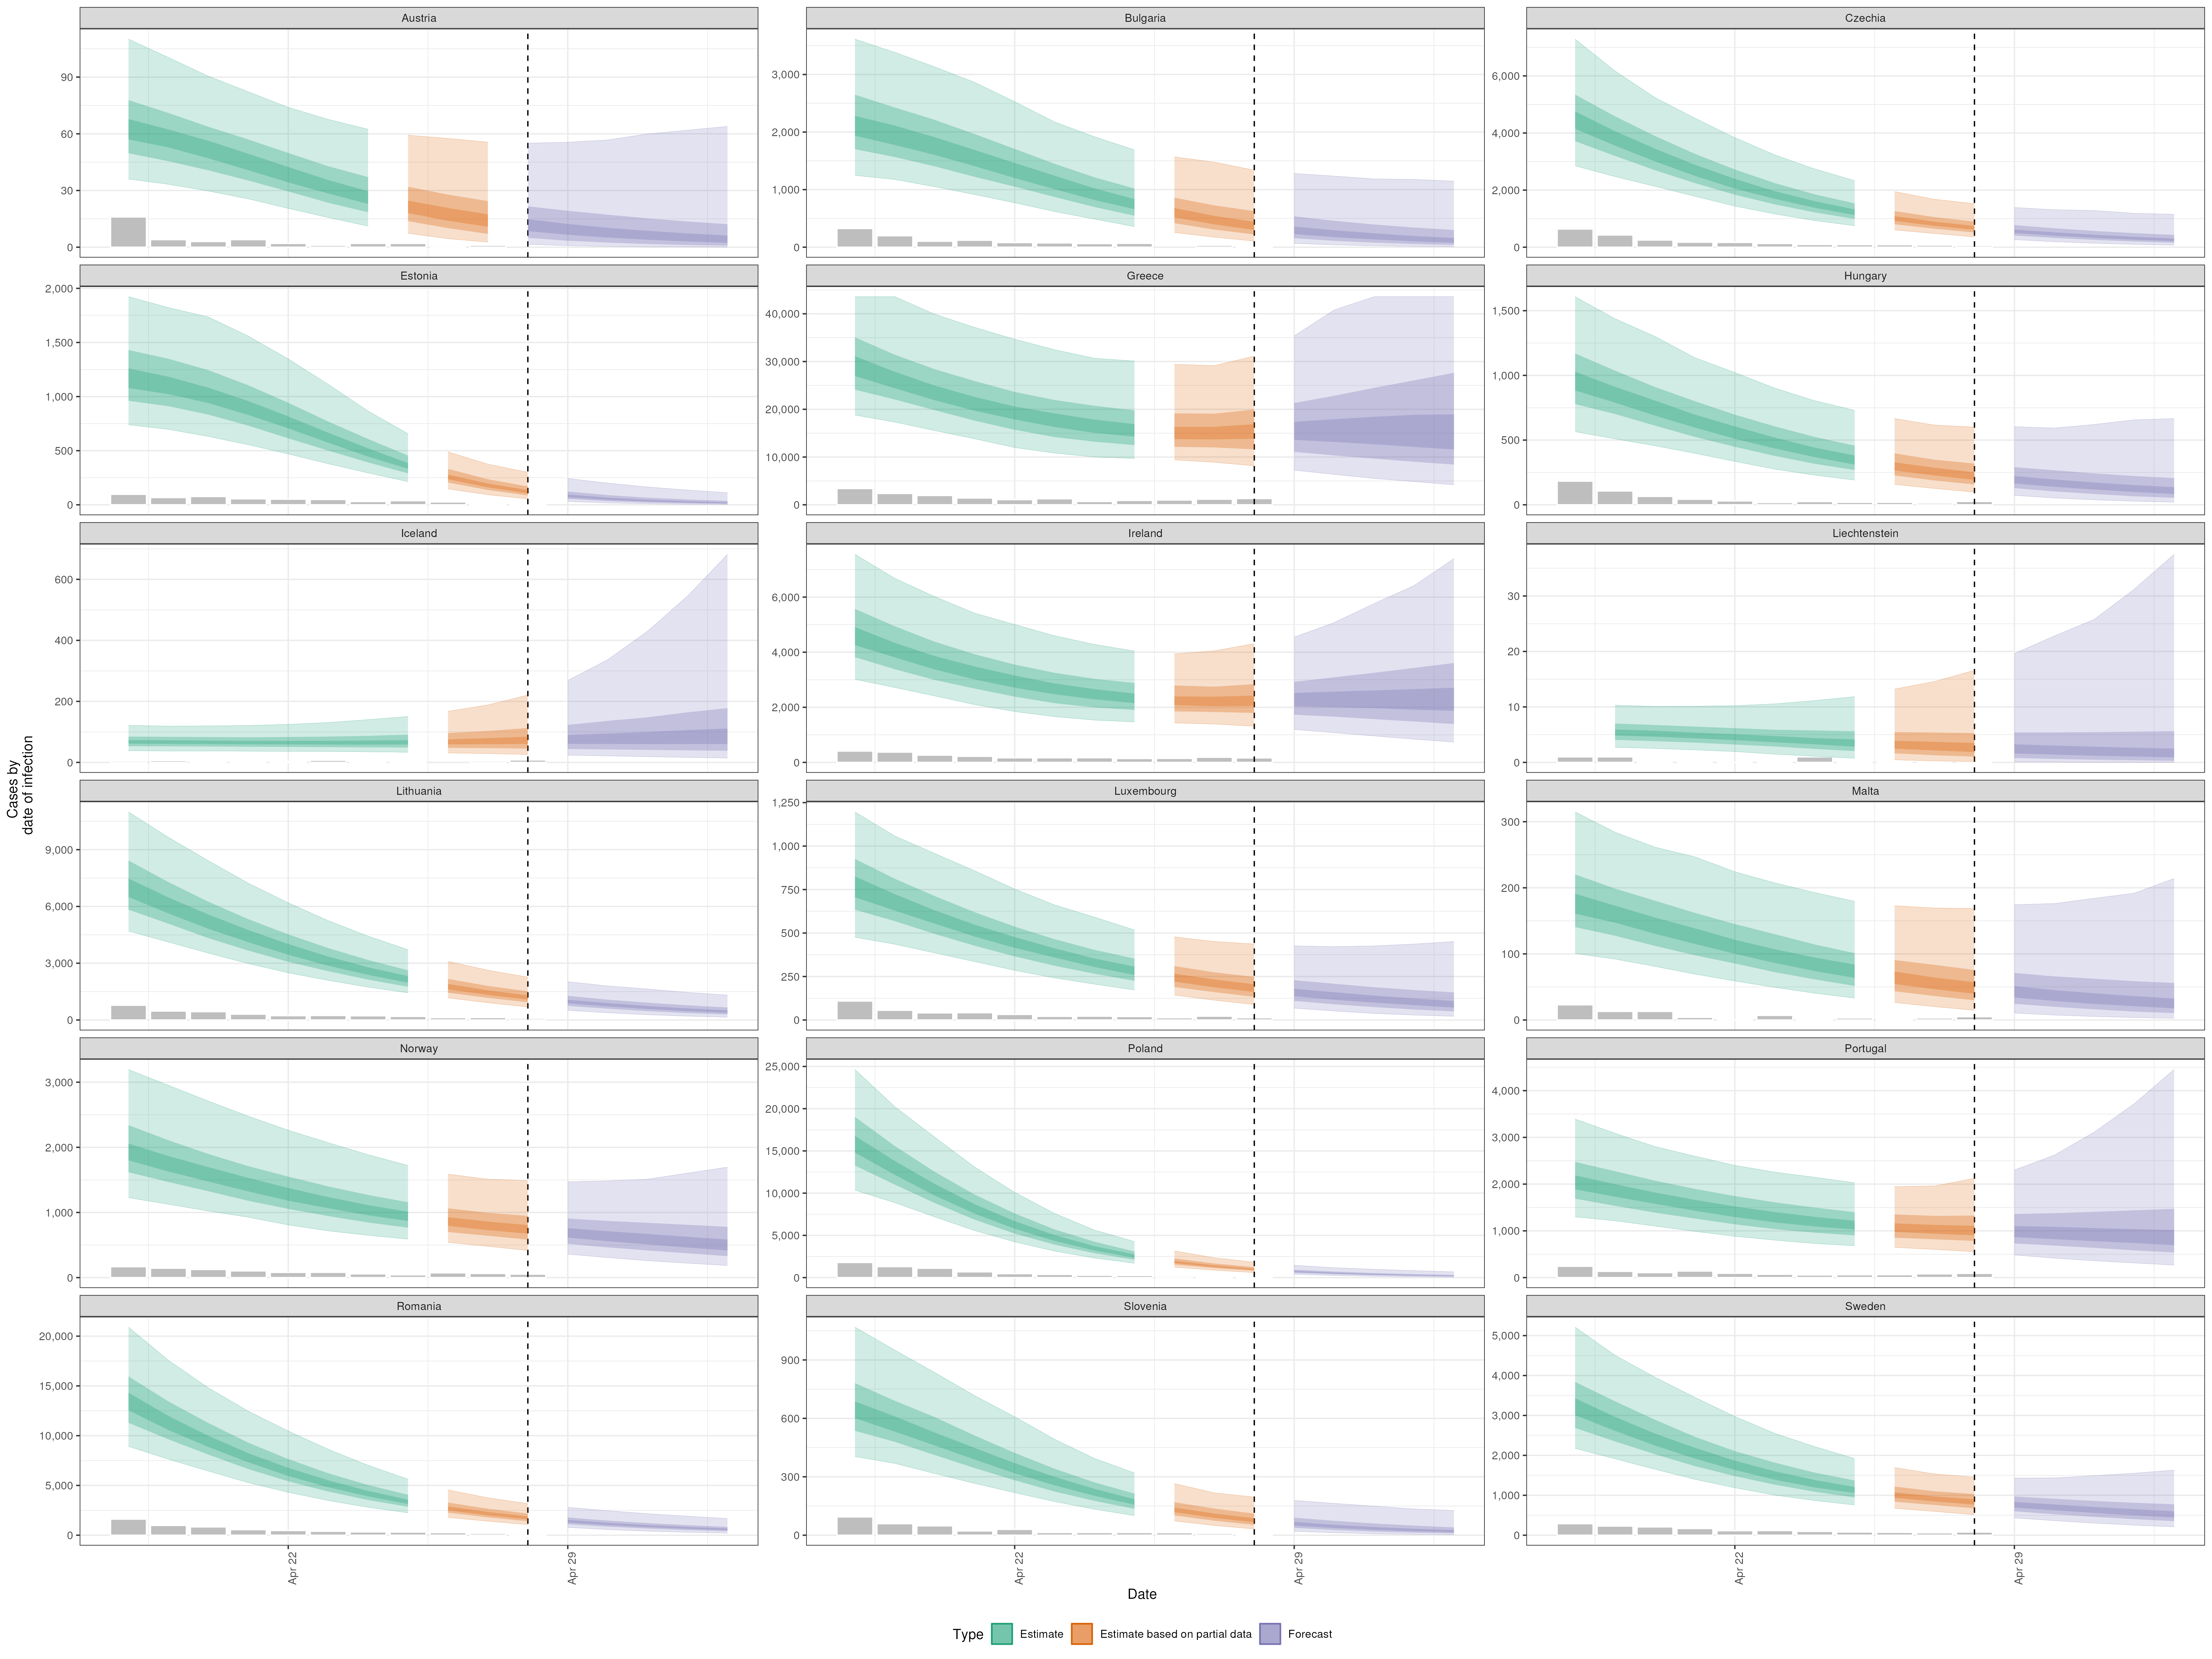 Austria
Bulgaria
Czechia
90
60
30
0
3,000
2,000
1,000
0
6,000
4,000
2,000
0
Estonia
Greece
Hungary
2,000
1,500
1,000
500
0
40,000
30,000
20,000
10,000
0
1,500
1,000
500
0
Iceland
Ireland
Liechtenstein
600
400
200
0
6,000
4,000
2,000
0
30
20
10
0
Cases by
date of infection
Lithuania
Luxembourg
Malta
9,000
6,000
3,000
0
1,250
1,000
750
500
250
0
300
200
100
0
Norway
Poland
Portugal
3,000
2,000
1,000
0
25,000
20,000
15,000
10,000
5,000
0
4,000
3,000
2,000
1,000
0
Romania
Slovenia
Sweden
20,000
15,000
10,000
5,000
0
900
600
300
0
5,000
4,000
3,000
2,000
1,000
0
Apr 22
Apr 29
Apr 22
Apr 29
Apr 22
Apr 29
Date
Type Estimate Estimate based on partial data Forecast